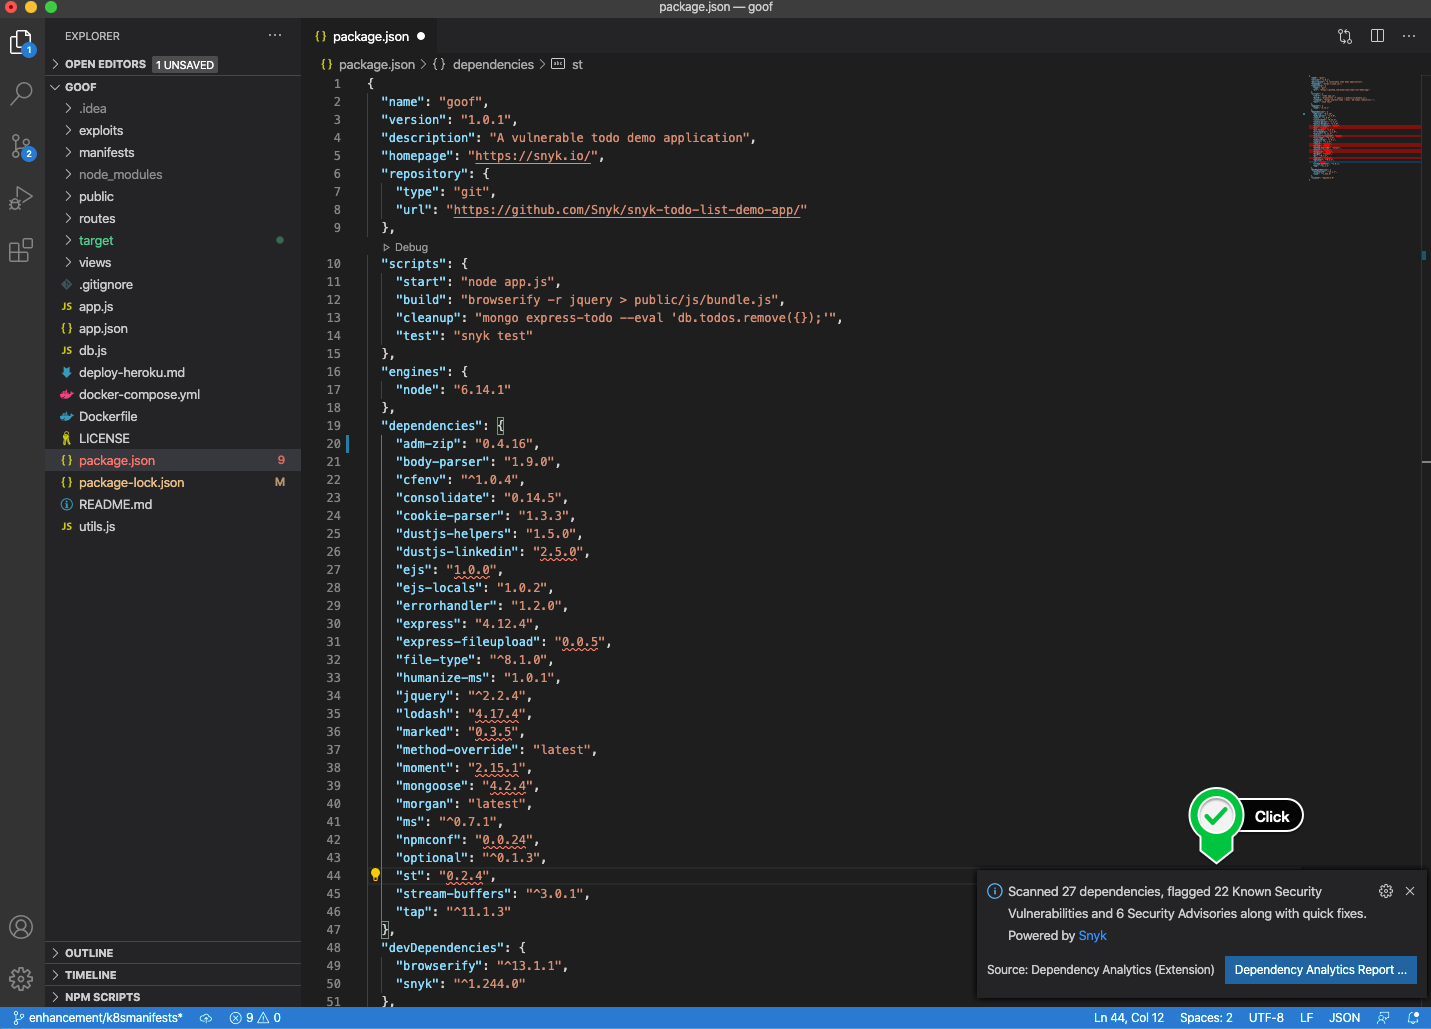 package.json — goof
EXPLORER
OPEN EDITORS 1 UNSAVED
GOOF
.idea
exploits
manifests
node_modules
public
routes
target
views
.gitignore
JS app.js
{} app.json
JS db.js
deploy-heroku.md
docker-compose.yml
Dockerfile
LICENSE
{} package.json 9
{} package-lock.json M
README.md
JS utils.js
OUTLINE
TIMELINE
NPM SCRIPTS
1
2
{} package.json
{} package.json > {} dependencies > abc st
1 {
2 "name": "goof",
3 "version": "1.0.1",
4 "description": "A vulnerable todo demo application",
5 "homepage": "https://snyk.io/",
6 "repository": {
7 "type": "git",
8 "url": "https://github.com/Snyk/snyk-todo-list-demo-app/"
9 },
Debug
10 "scripts": {
11 "start": "node app.js",
12 "build": "browserify -r jquery > public/js/bundle.js",
13 "cleanup": "mongo express-todo --eval 'db.todos.remove({});'",
14 "test": "snyk test"
15 },
16 "engines": {
17 "node": "6.14.1"
18 },
19 "dependencies": {
20 "adm-zip": "0.4.16",
21 "body-parser": "1.9.0",
22 "cfenv": "^1.0.4",
23 "consolidate": "0.14.5",
24 "cookie-parser": "1.3.3",
25 "dustjs-helpers": "1.5.0",
26 "dustjs-linkedin": "2.5.0",
27 "ejs": "1.0.0",
28 "ejs-locals": "1.0.2",
29 "errorhandler": "1.2.0",
30 "express": "4.12.4",
31 "express-fileupload": "0.0.5",
32 "file-type": "^8.1.0",
33 "humanize-ms": "1.0.1",
34 "jquery": "^2.2.4",
35 "lodash": "4.17.4",
36 "marked": "0.3.5",
37 "method-override": "latest",
38 "moment": "2.15.1",
39 "mongoose": "4.2.4",
40 "morgan": "latest",
41 "ms": "^0.7.1",
42 "npmconf": "0.0.24",
43 "optional": "^0.1.3",
44 "st": "0.2.4",
45 "stream-buffers": "^3.0.1",
46 "tap": "^11.1.3"
47 },
48 "devDependencies": {
49 "browserify": "^13.1.1",
50 "snyk": "^1.244.0"
51 },
Click
Scanned 27 dependencies, flagged 22 Known Security
Vulnerabilities and 6 Security Advisories along with quick fixes.
Powered by Snyk
Source: Dependency Analytics (Extension)
Dependency Analytics Report ...
enhancement/k8smanifests* 9 0
Ln 44, Col 12 Spaces: 2 UTF-8 LF JSON